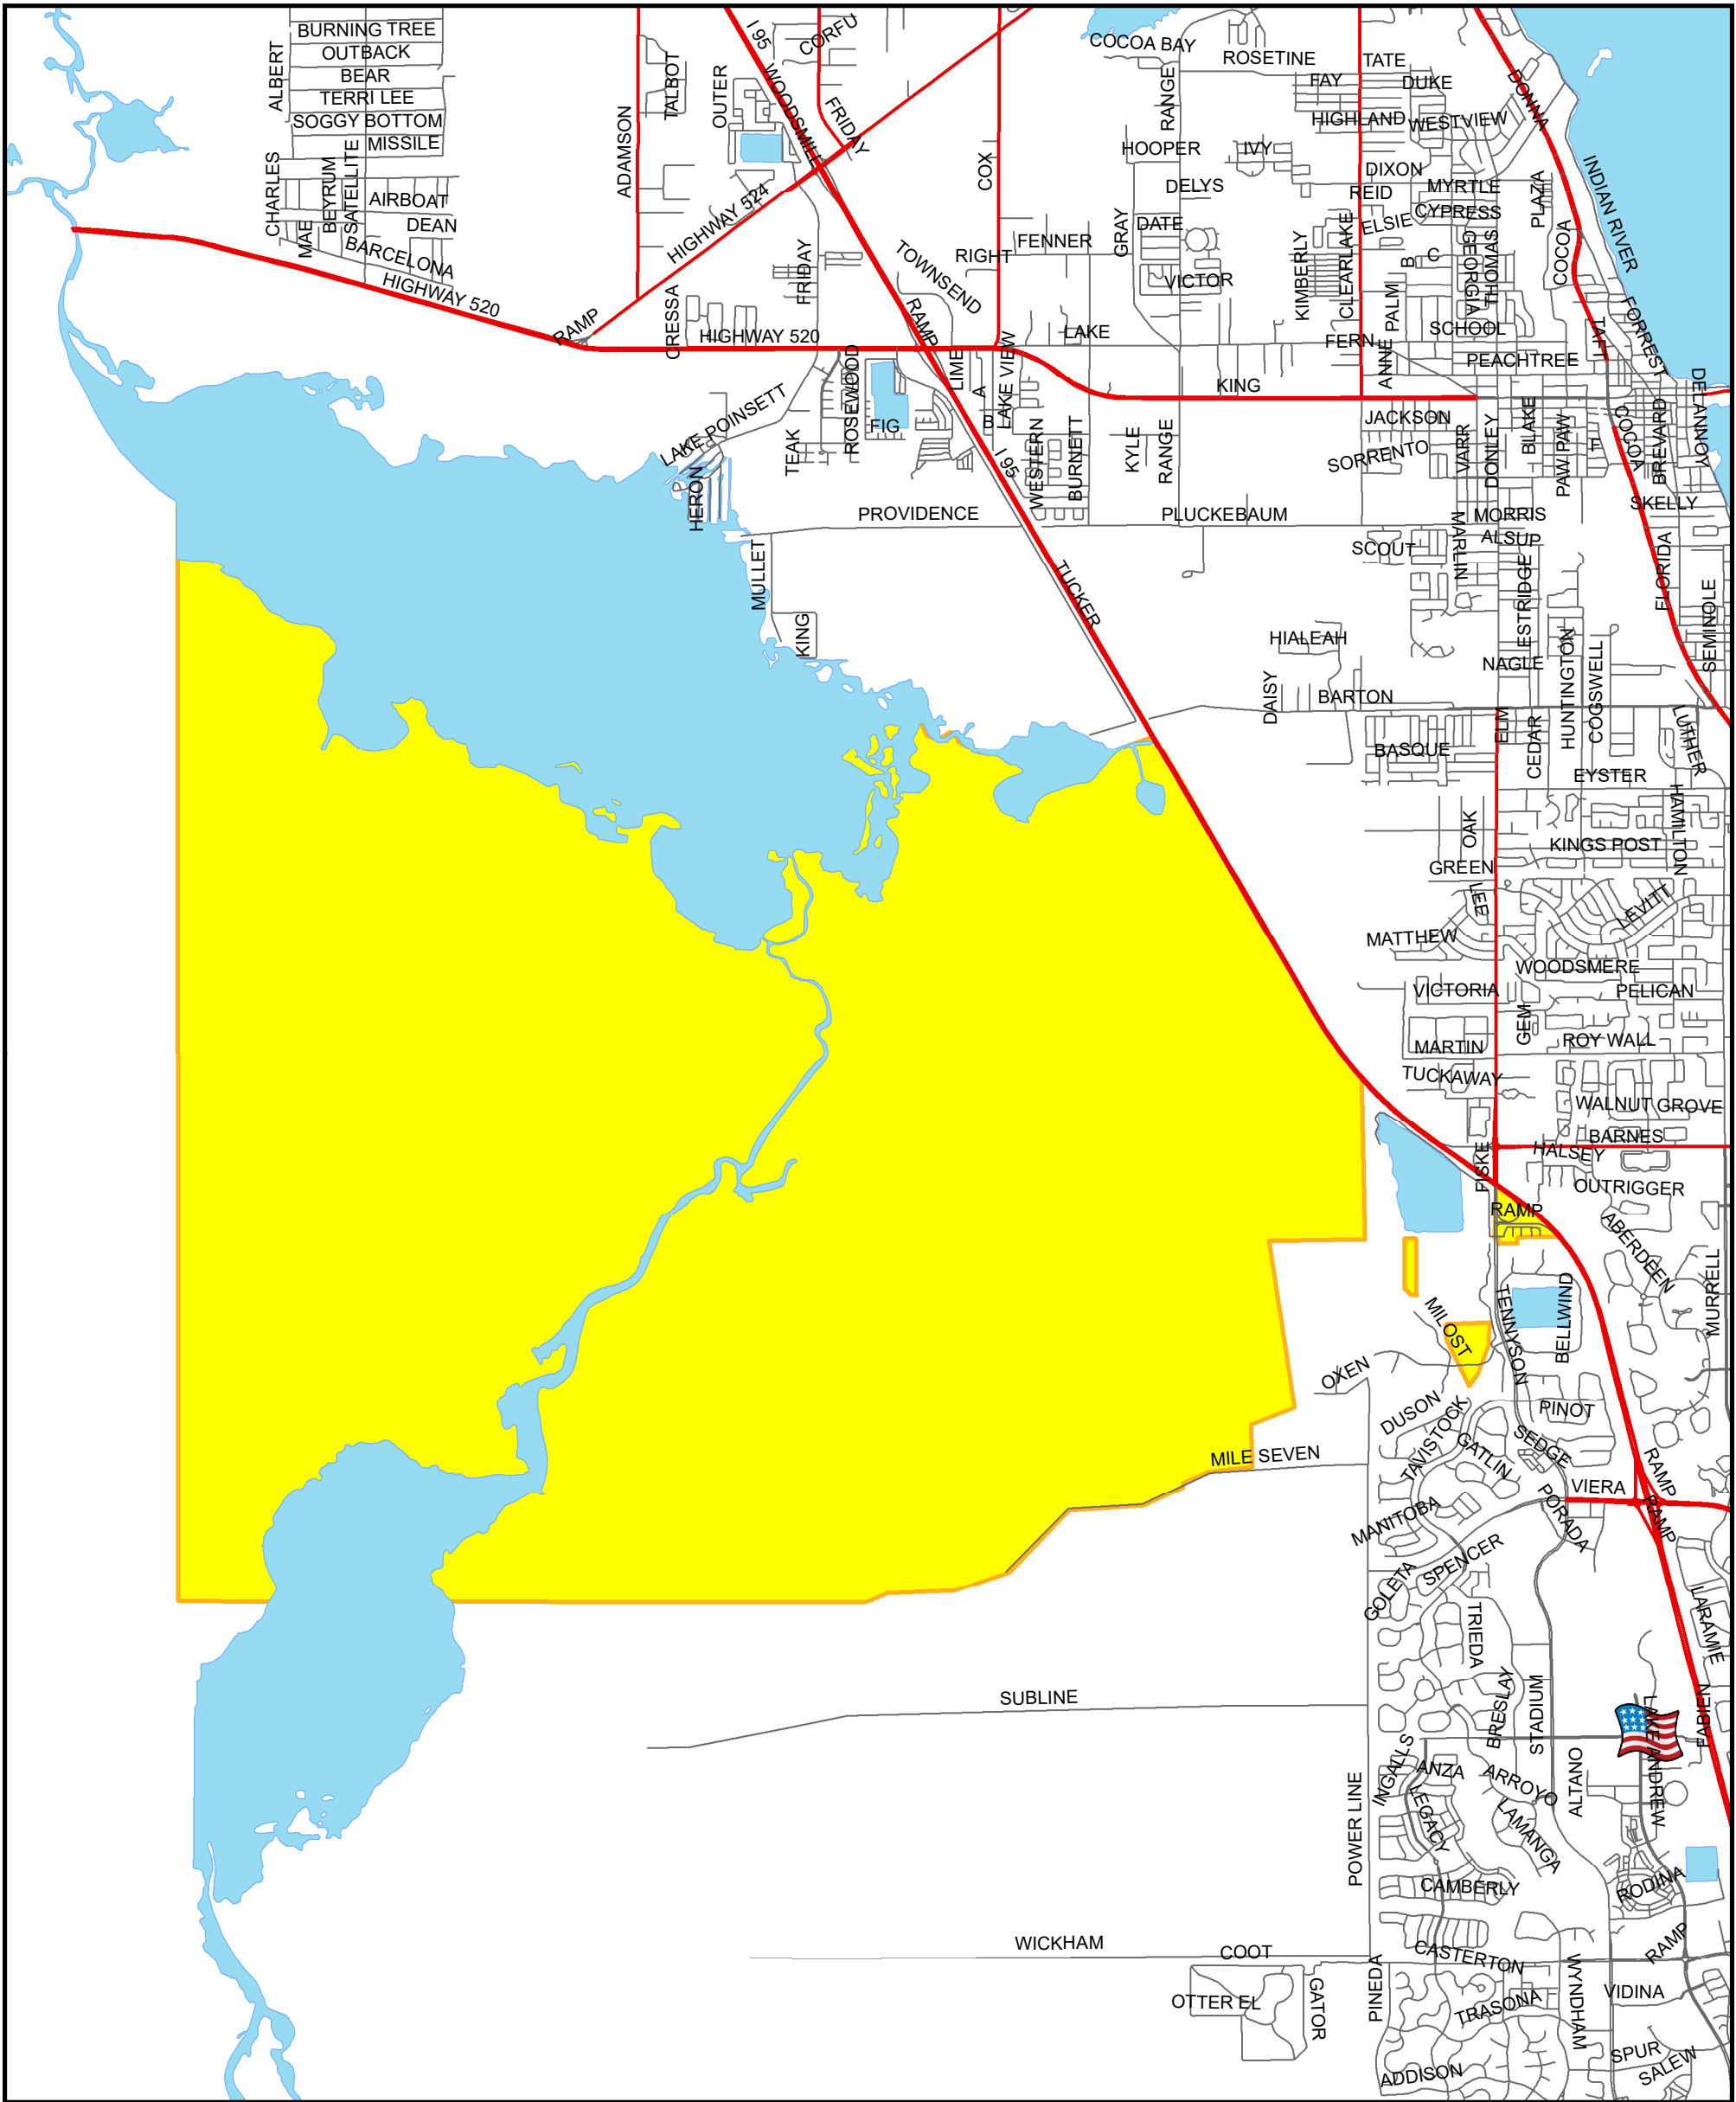 BURNING TREE
OUTBACK
BEAR
TERRI LEE
SOGGY BOTTOM
MISSILE
ALBERT
CHARLES
MAE
BEYRUM
SATELLITE
AIRBOAT
DEAN
BARCELONA
HIGHWAY 520
ADAMSON
TALBOT
OUTER
I 95
WOODSMILL
CORFU
FRIDAY
HIGHWAY 524
COX
COCOA BAY
ROSETINE
RANGE
TATE
FAY
DUKE
HIGHLAND
WESTVIEW
DONNA
HOOPER
IVY
DIXON
DELYS
REID
MYRTLE
PLAZA
INDIAN RIVER
GRAY
DATE
ELSIE
CYPRESS
FENNER
RIGHT
TOWNSEND
FRIDAY
VICTOR
KIMBERLY
CLEARLAKE
B
C
GEORGIA
THOMAS
COCOA
PALM
RAMP
CRESSA
HIGHWAY 520
RAMP
LAKE
SCHOOL
FERN
ANNE
PEACHTREE
TAFT
FORREST
LIME
A
LAKE VIEW
B
ROSEWOOD
FIG
KING
DELANNOY
LAKE POINSETT
TEAK
HERON
I 95
WESTERN
BURNETT
KYLE
RANGE
JACKSON
SORRENTO
VARR
DONLEY
BLAKE
PAW PAW
F
COCOA
BREVARD
SKELLY
PROVIDENCE
PLUCKEBAUM
MORRIS
ALSUP
MARLIN
SCOUT
ESTRIDGE
FLORIDA
SEMINOLE
MULLET
KING
TUCKER
HIALEAH
NAGLE
HUNTINGTON
COGSWELL
DAISY
BARTON
ELM
CEDAR
LUTHER
BASQUE
EYSTER
HAMILTON
OAK
KINGS POST
GREEN
LEE
LEVITT
MATTHEW
WOODSMERE
VICTORIA
PELICAN
GEM
MARTIN
ROY WALL
TUCKAWAY
WALNUT GROVE
BARNES
FISKE
HALSEY
OUTRIGGER
RAMP
ABERDEEN
MURRELL
TENNYSON
BELLWIND
MILOST
OXEN
DUSON
TAVISTOCK
PINOT
GATLIN
SEDGE
MILE SEVEN
RAMP
VIERA
RAMP
PORADA
MANITOBA
SPENCER
GOLETA
TRIEDA
LARAMIE
SUBLINE
BRESLAY
STADIUM
FABIEN
LAKE ANDREW
INGALLS
ANZA
ARROYO
ALTANO
LEGACY
LAMANGA
POWER LINE
CAMBERLY
RODINA
WICKHAM
COOT
CASTERTON
RAMP
OTTER EL
GATOR
PINEDA
TRASONA
WYNDHAM
VIDINA
SPUR
SALEW
ADDISON